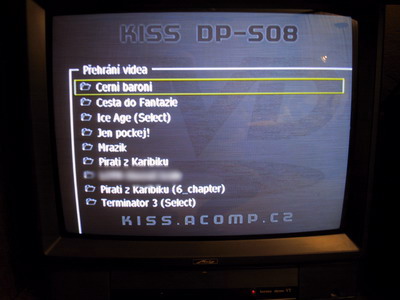 KISS DP-508
Přehrání videa
Cerni baroni
Cesta do Fantazie
Ice Age (Select)
Jen pockej!
Mrazik
Pirati z Karibiku
Pirati z Karibiku (6_chapter)
Terminator 3 (Select)
KISS.ACOMP.CZ